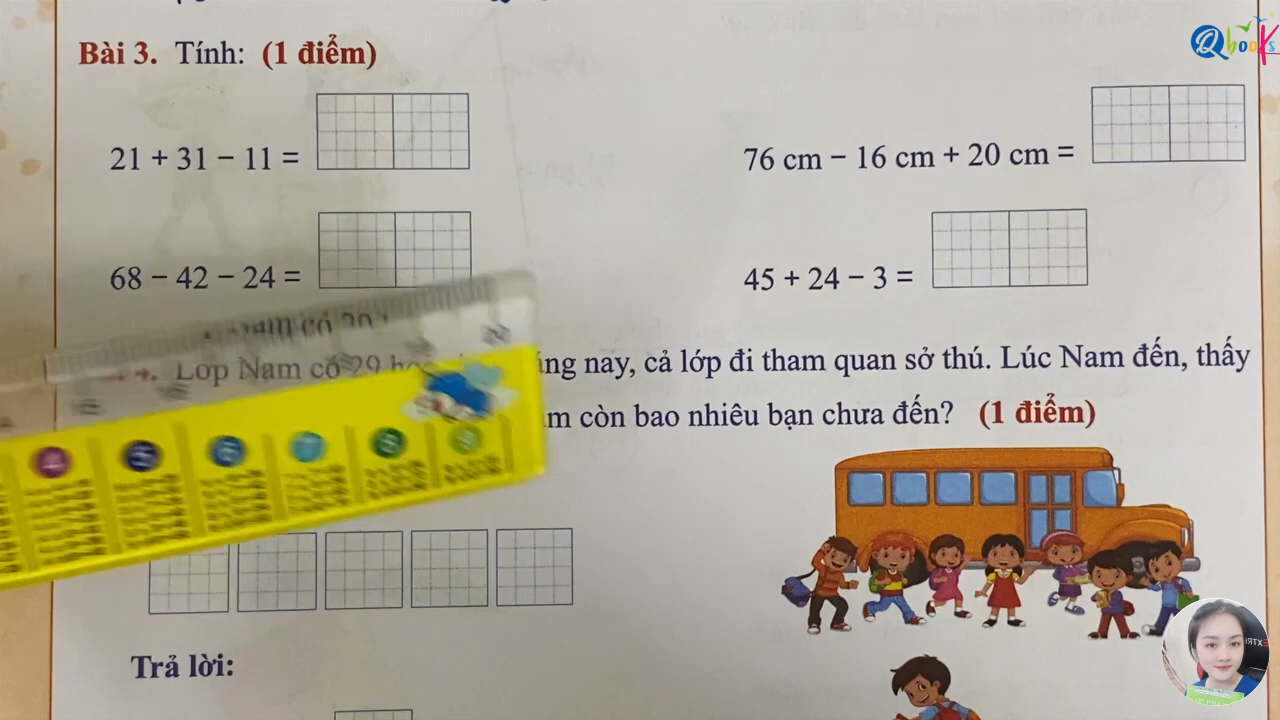 Bài 3. Tính: (1 điểm)
21 + 31 − 11 =
76 cm − 16 cm + 20 cm =
68 − 42 − 24 =
45 + 24 − 3 =
Lớp Nam có 29 nay, cả lớp đi tham quan sở thú. Lúc Nam đến, thấy
còn bao nhiêu bạn chưa đến? (1 điểm)
Trả lời:
Qbooks